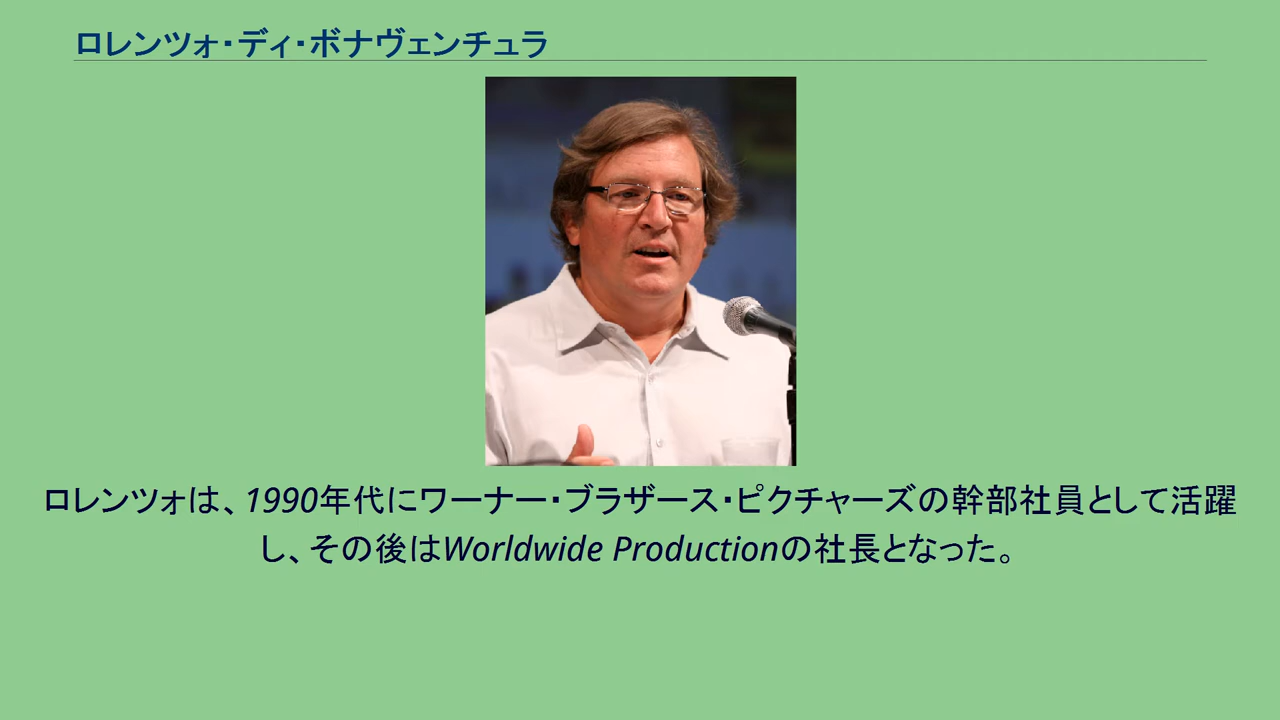 ロレンツォ・ディ・ボナヴェンチュラ
ロレンツォは、1990年代にワーナー・ブラザース・ピクチャーズの幹部社員として活躍
し、その後はWorldwide Productionの社長となった。